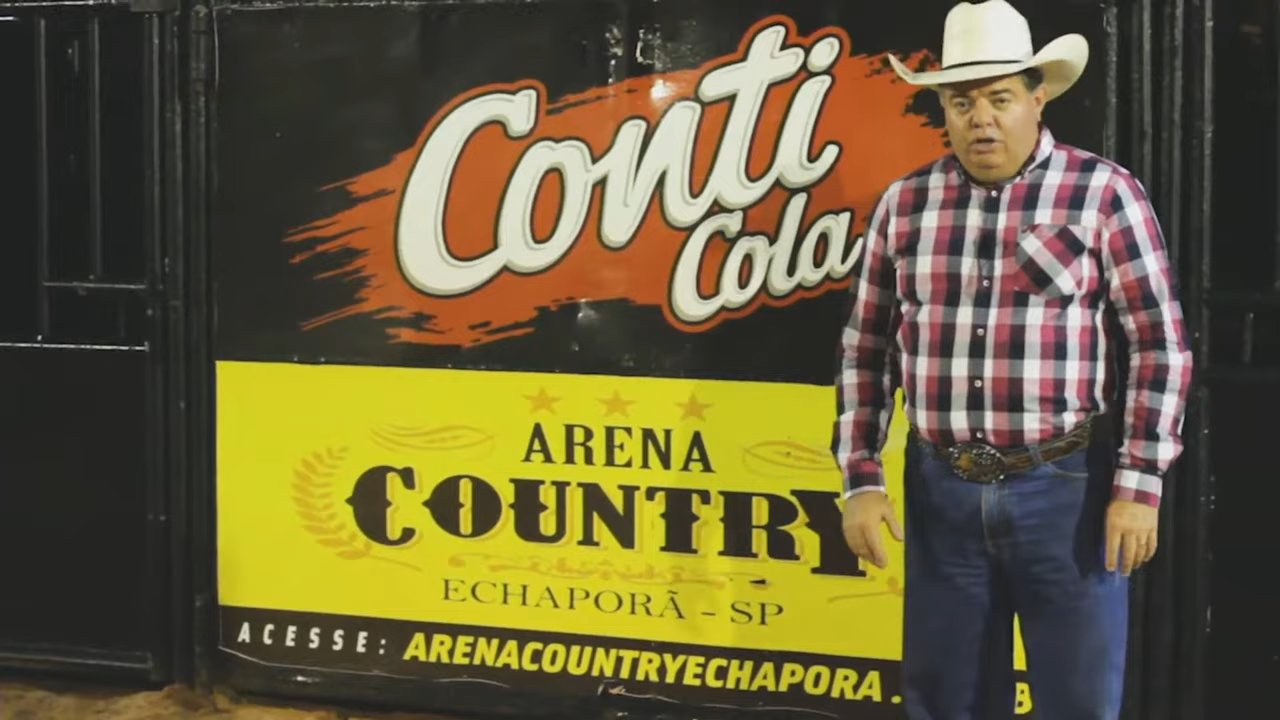 Conti
Cola
ARENA
COUNTRY
ECHAPORÃ - SP
ACESSE: ARENACOUNTRYECHAPORA.